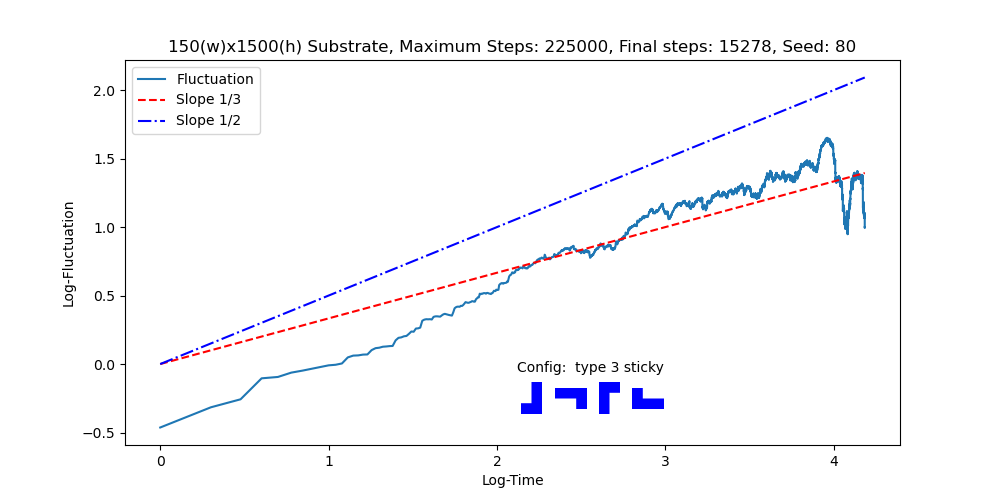 150(w)x1500(h) Substrate, Maximum Steps: 225000, Final steps: 15278, Seed: 80
Fluctuation
Slope 1/3
Slope 1/2
2.0
1.5
1.0
0.5
0.0
−0.5
Log-Fluctuation
Config:  type 3 sticky
0
1
2
3
4
Log-Time